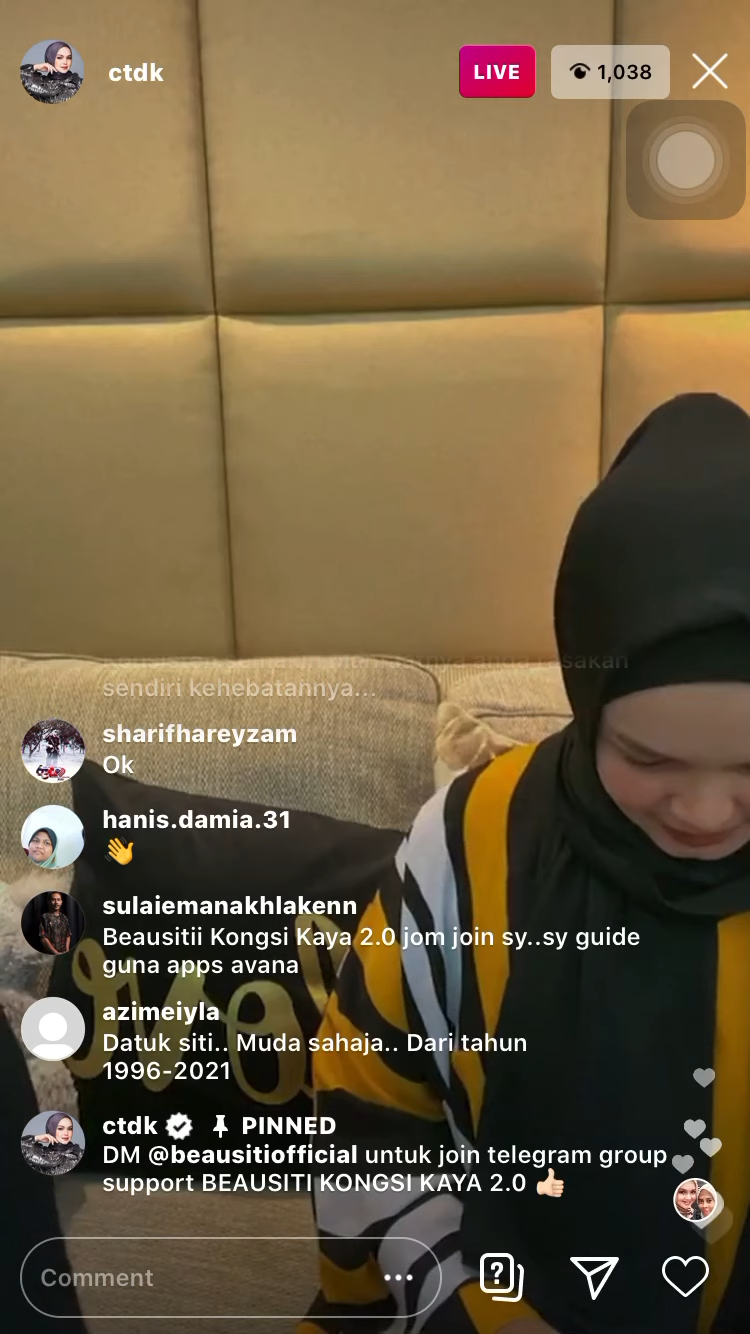 ctdk
LIVE
1,038
sendiri kehebatannya...
sharifhareyzam
Ok
hanis.damia.31
👋
sulaiemanakhlakenn
Beausitii Kongsi Kaya 2.0 jom join sy..sy guide
guna apps avana
azimeiyla
Datuk siti.. Muda sahaja.. Dari tahun
1996-2021
ctdk PINNED
DM @beausitiofficial untuk join telegram group
support BEAUSITI KONGSI KAYA 2.0 👍🏻
Comment